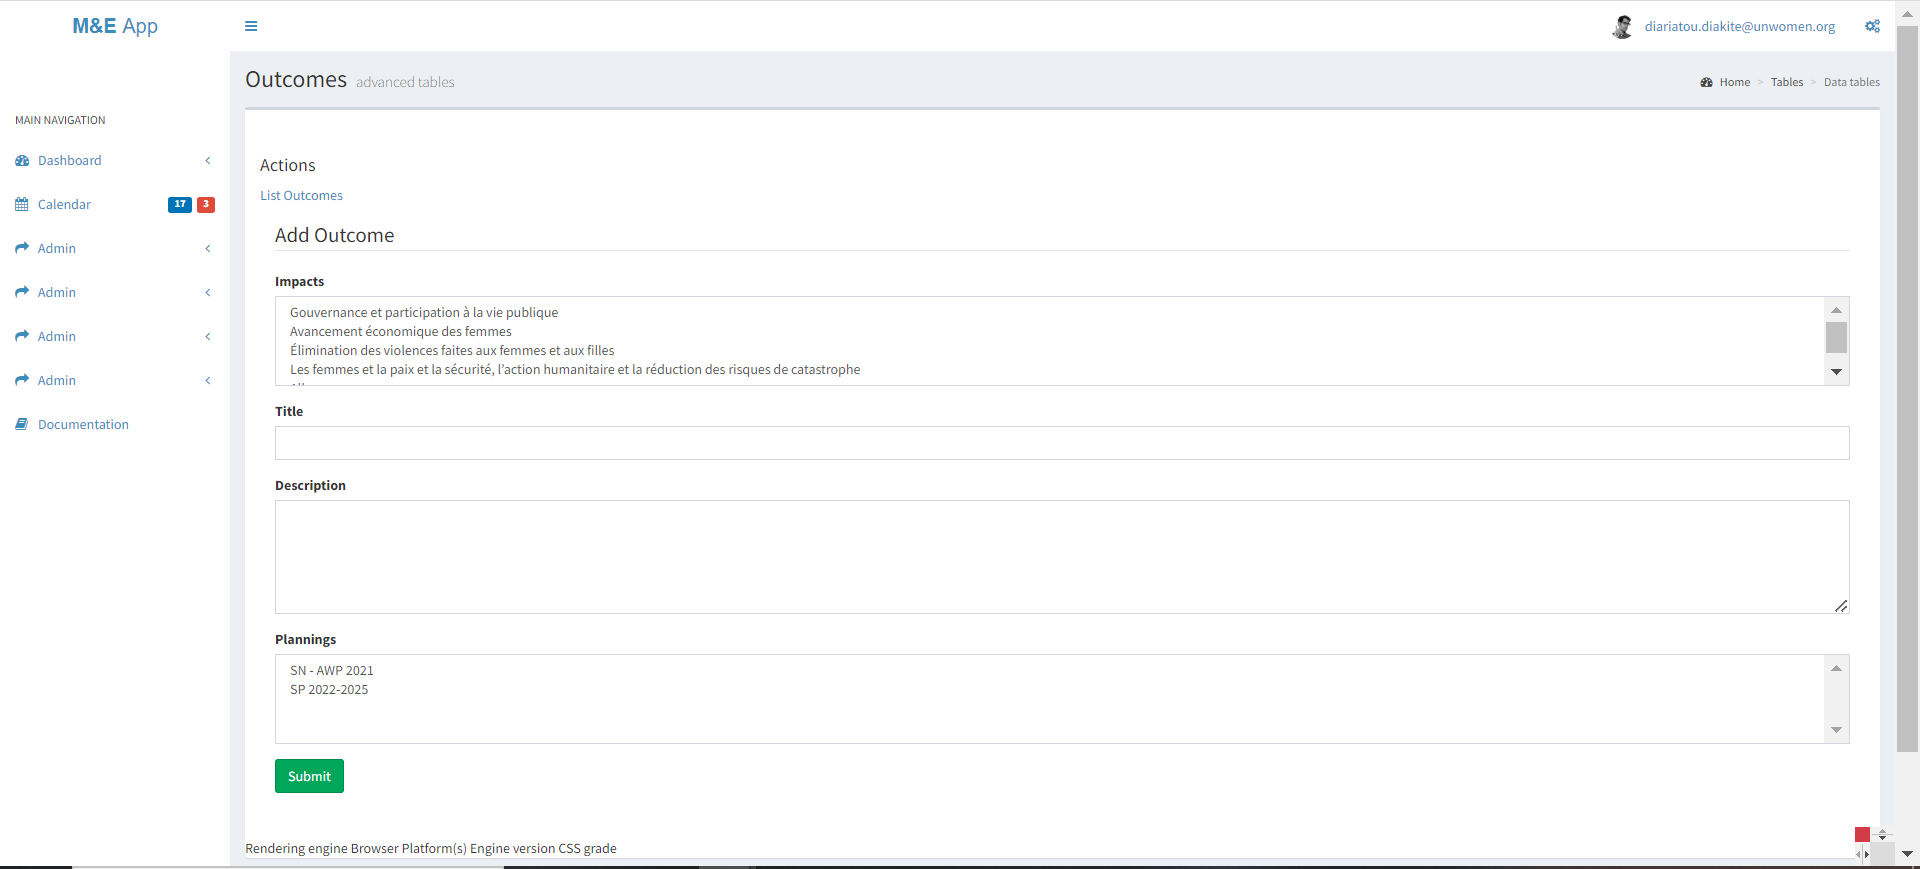 M&E App
diariatou.diakite@unwomen.org
Outcomes advanced tables
Home > Tables > Data tables
MAIN NAVIGATION
Dashboard
Calendar 17 3
Admin
Admin
Admin
Admin
Documentation
Actions
List Outcomes
Add Outcome
Impacts
Gouvernance et participation à la vie publique
Avancement économique des femmes
Élimination des violences faites aux femmes et aux filles
Les femmes et la paix et la sécurité, l’action humanitaire et la réduction des risques de catastrophe
Title
Description
Plannings
SN - AWP 2021
SP 2022-2025
Submit
Rendering engine Browser Platform(s) Engine version CSS grade